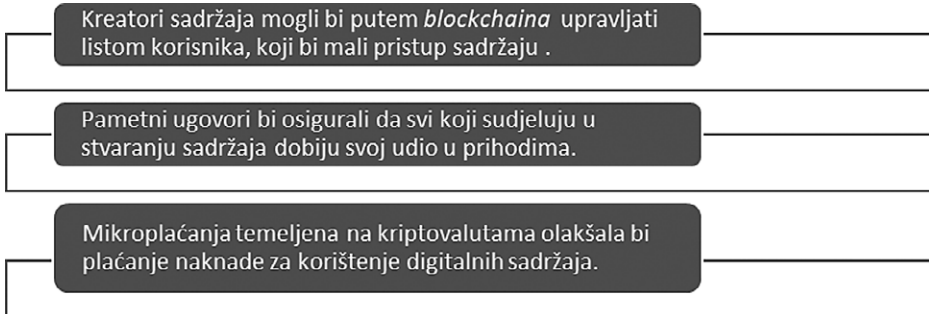 Kreatori sadržaja mogli bi putem blockchaina upravljati
listom korisnika, koji bi mali pristup sadržaju .
Pametni ugovori bi osigurali da svi koji sudjeluju u
stvaranju sadržaja dobiju svoj udio u prihodima.
Mikroplaćanja temeljena na kriptovalutama olakšala bi
plaćanje naknade za korištenje digitalnih sadržaja.